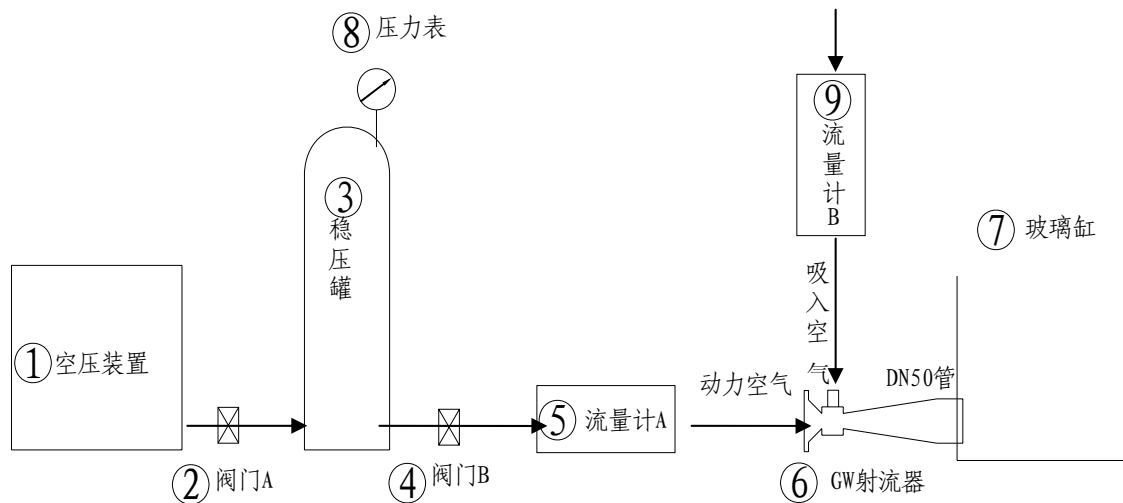 ⑧ 压力表
⑨ 流量计B
③ 稳压罐
⑦ 玻璃缸
吸入空气
① 空压装置
动力空气
DN50管
⑤ 流量计A
② 阀门A
④ 阀门B
⑥ GW射流器